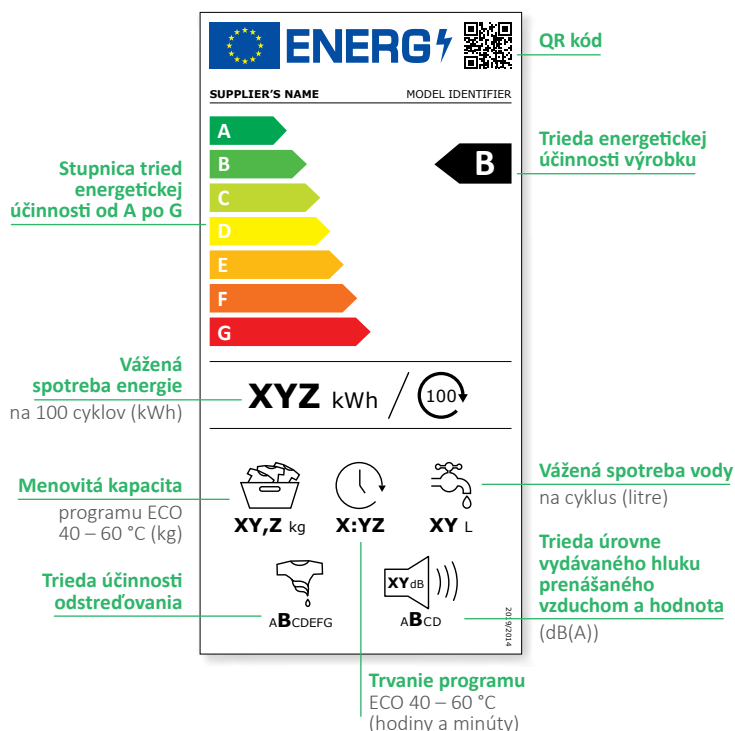 ENERG
QR kód
SUPPLIER'S NAME
MODEL IDENTIFIER
A
B
C
D
E
F
G
B
Trieda energetickej
účinnosti výrobku
Stupnica tried
energetickej
účinnosti od A po G
Vážená
spotreba energie
na 100 cyklov (kWh)
XYZ kWh / 100
Menovitá kapacita
programu ECO
40 – 60 °C (kg)
XY,Z kg
X:YZ
XY L
Vážená spotreba vody
na cyklus (litre)
Trieda účinnosti
odstreďovania
ABCDEFG
XY dB
ABCD
Trieda úrovne
vydávaného hluku
prenášaného
vzduchom a hodnota
(dB(A))
2019/2014
Trvanie programu
ECO 40 – 60 °C
(hodiny a minúty)